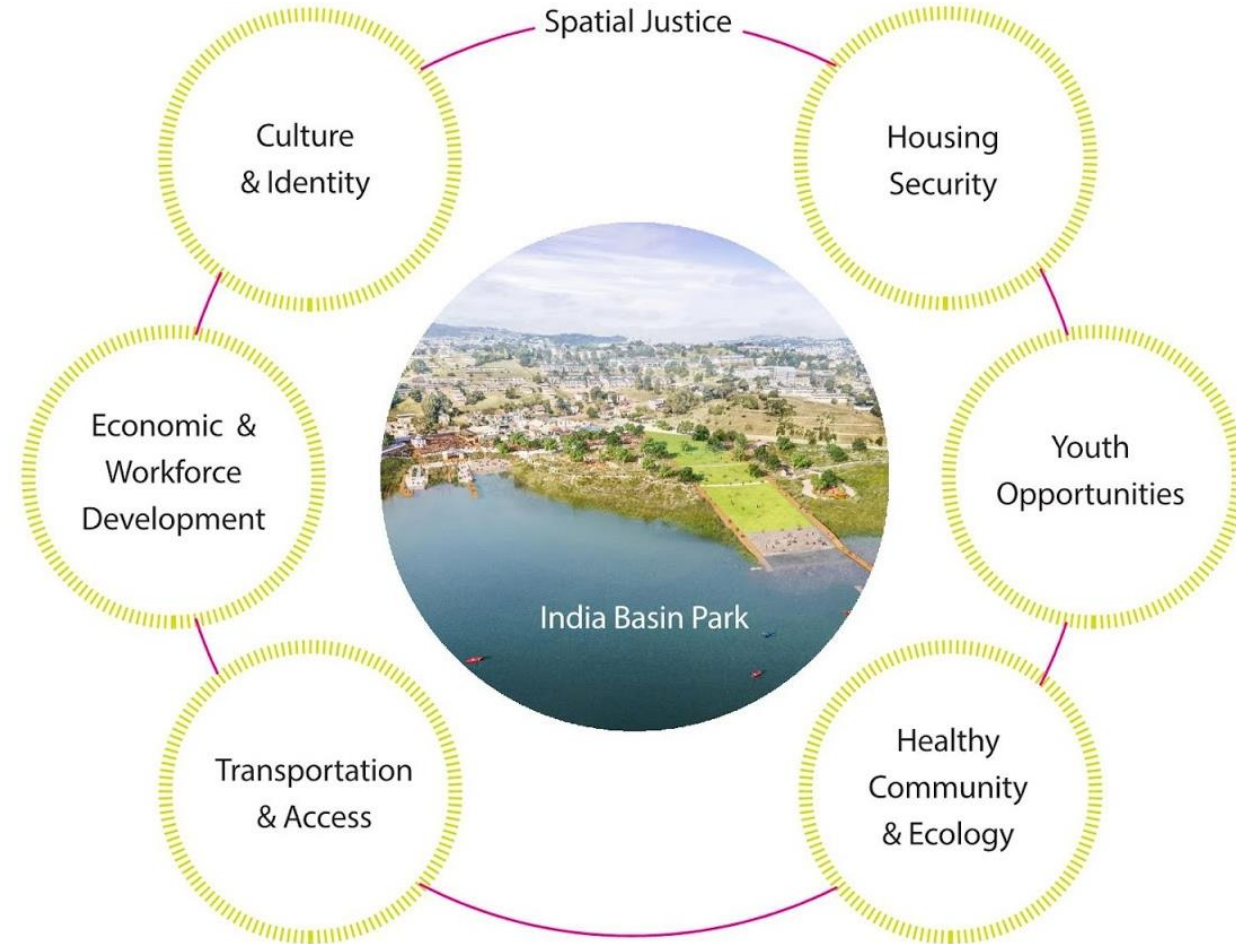 Spatial Justice
Culture
& Identity
Housing
Security
Economic &
Workforce
Development
Youth
Opportunities
India Basin Park
Transportation
& Access
Healthy
Community
& Ecology